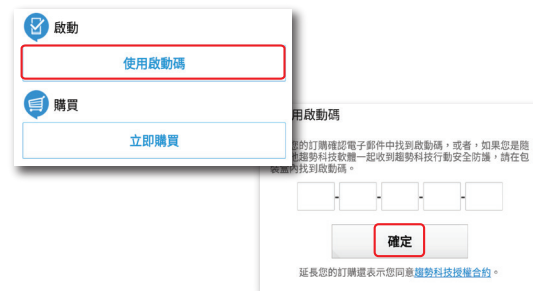 啟動
使用啟動碼
購買
立即購買
用啟動碼
您的訂購確認電子郵件中找到啟動碼，或者，如果您是隨
地趨勢科技軟體一起收到趨勢科技行動安全防護，請在包
裝盒內找到啟動碼。
- - - -
確定
延長您的訂購還表示您同意趨勢科技授權合約。